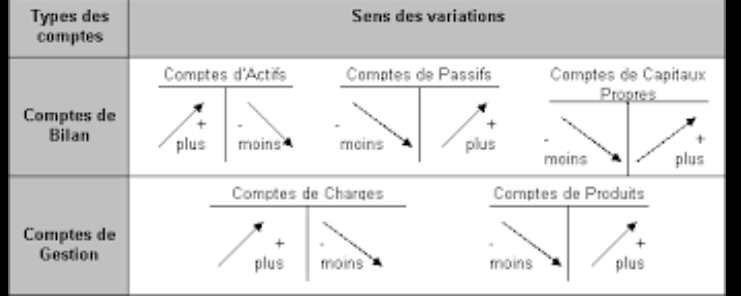 Types des
comptes
Sens des variations
Comptes de
Bilan
Comptes d'Actifs
+
-
plus
moins
Comptes de Passifs
-
+
moins
plus
Comptes de Capitaux
Propres
-
+
moins
plus
Comptes de
Gestion
Comptes de Charges
+
-
plus
moins
Comptes de Produits
-
+
moins
plus